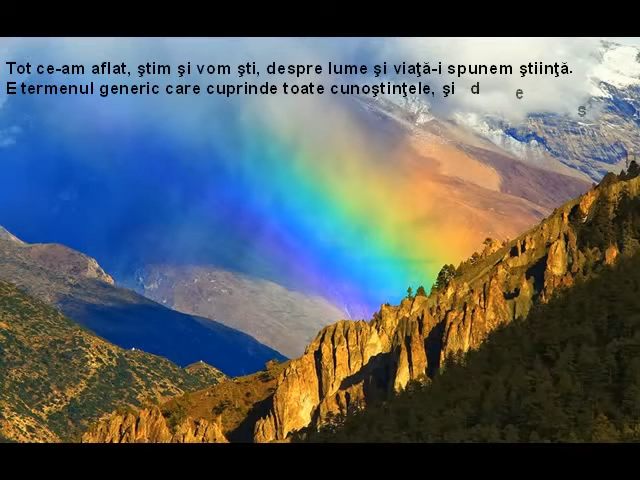 Tot ce-am aflat, ştim şi vom şti, despre lume şi viaţă-i spunem ştiinţă.
E termenul generic care cuprinde toate cunoştinţele, şi d e s